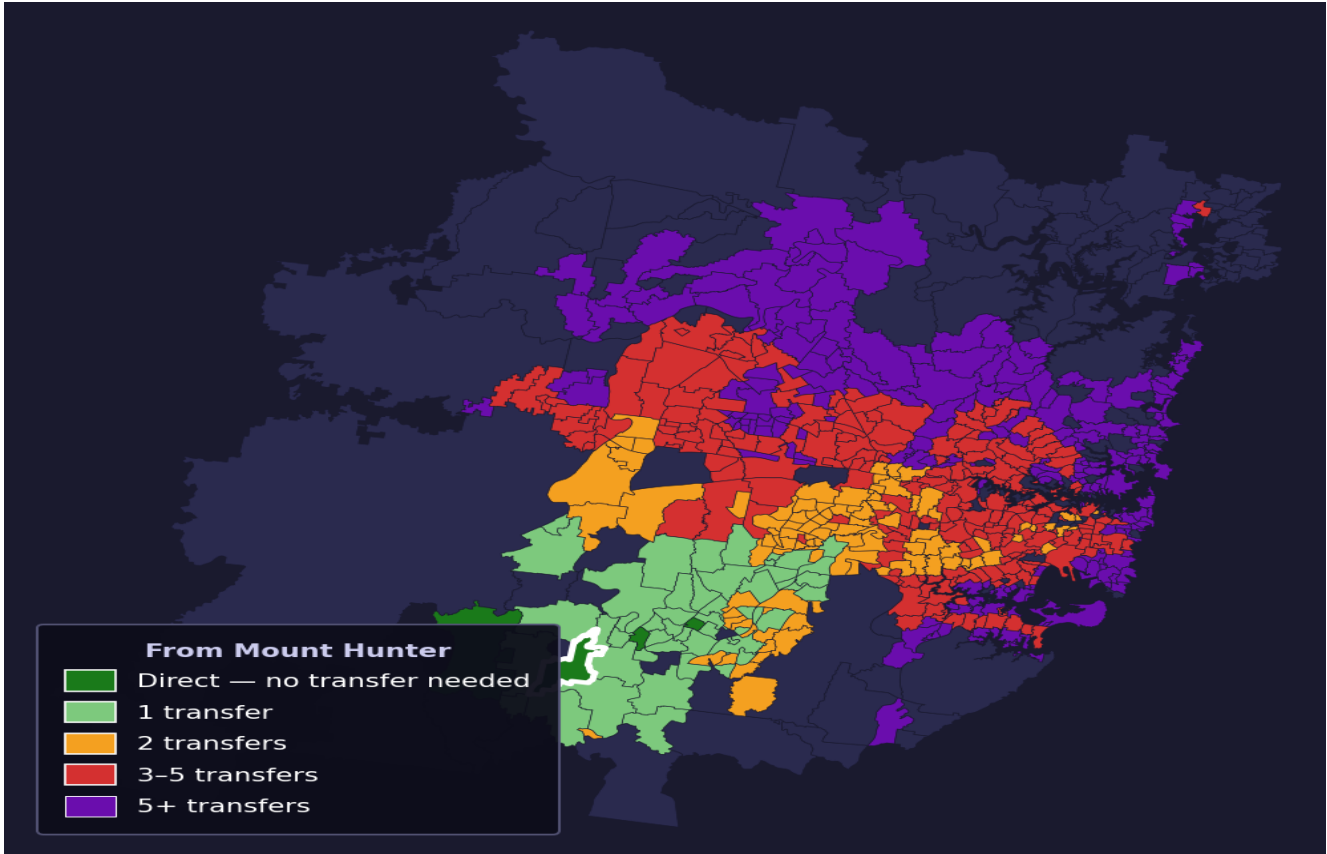 From Mount Hunter
Direct — no transfer needed
1 transfer
2 transfers
3–5 transfers
5+ transfers